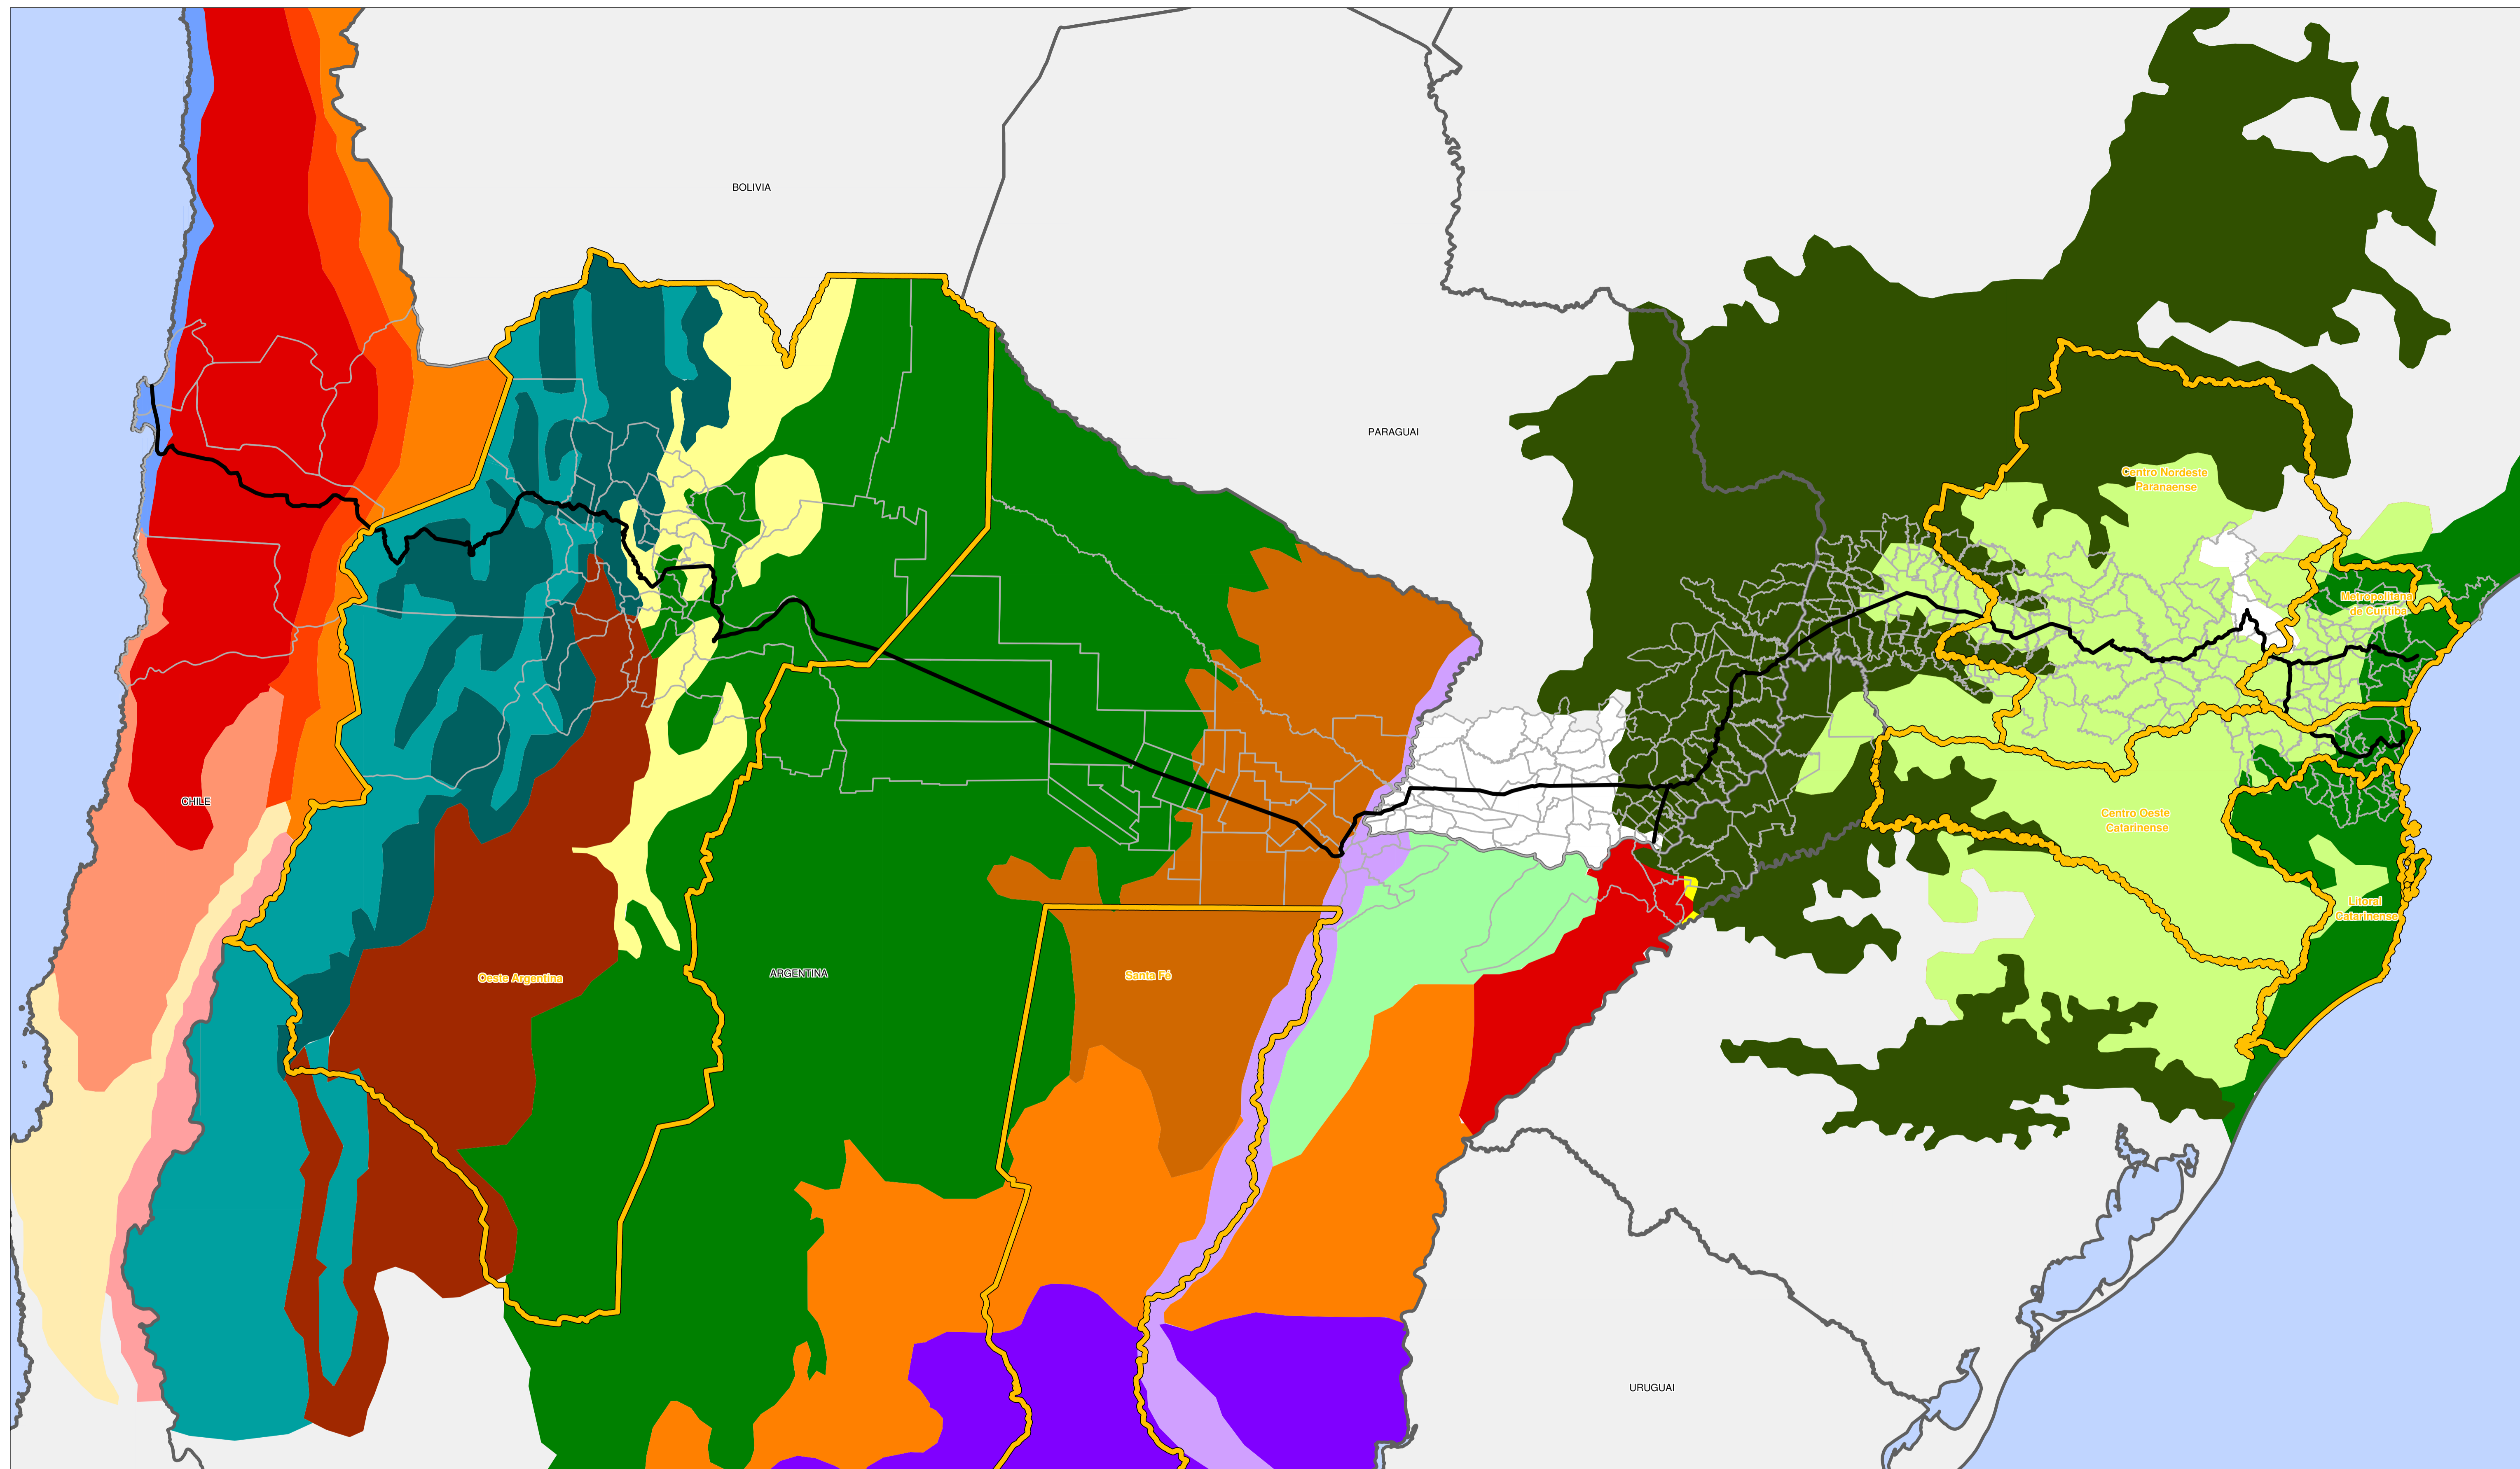 BOLIVIA
PARAGUAI
Centro Nordeste
Paranaense
Metropolitana
de Curitiba
CHILE
Centro Oeste
Catarinense
Litoral
Catarinense
Oeste Argentina
ARGENTINA
Santa Fé
URUGUAI